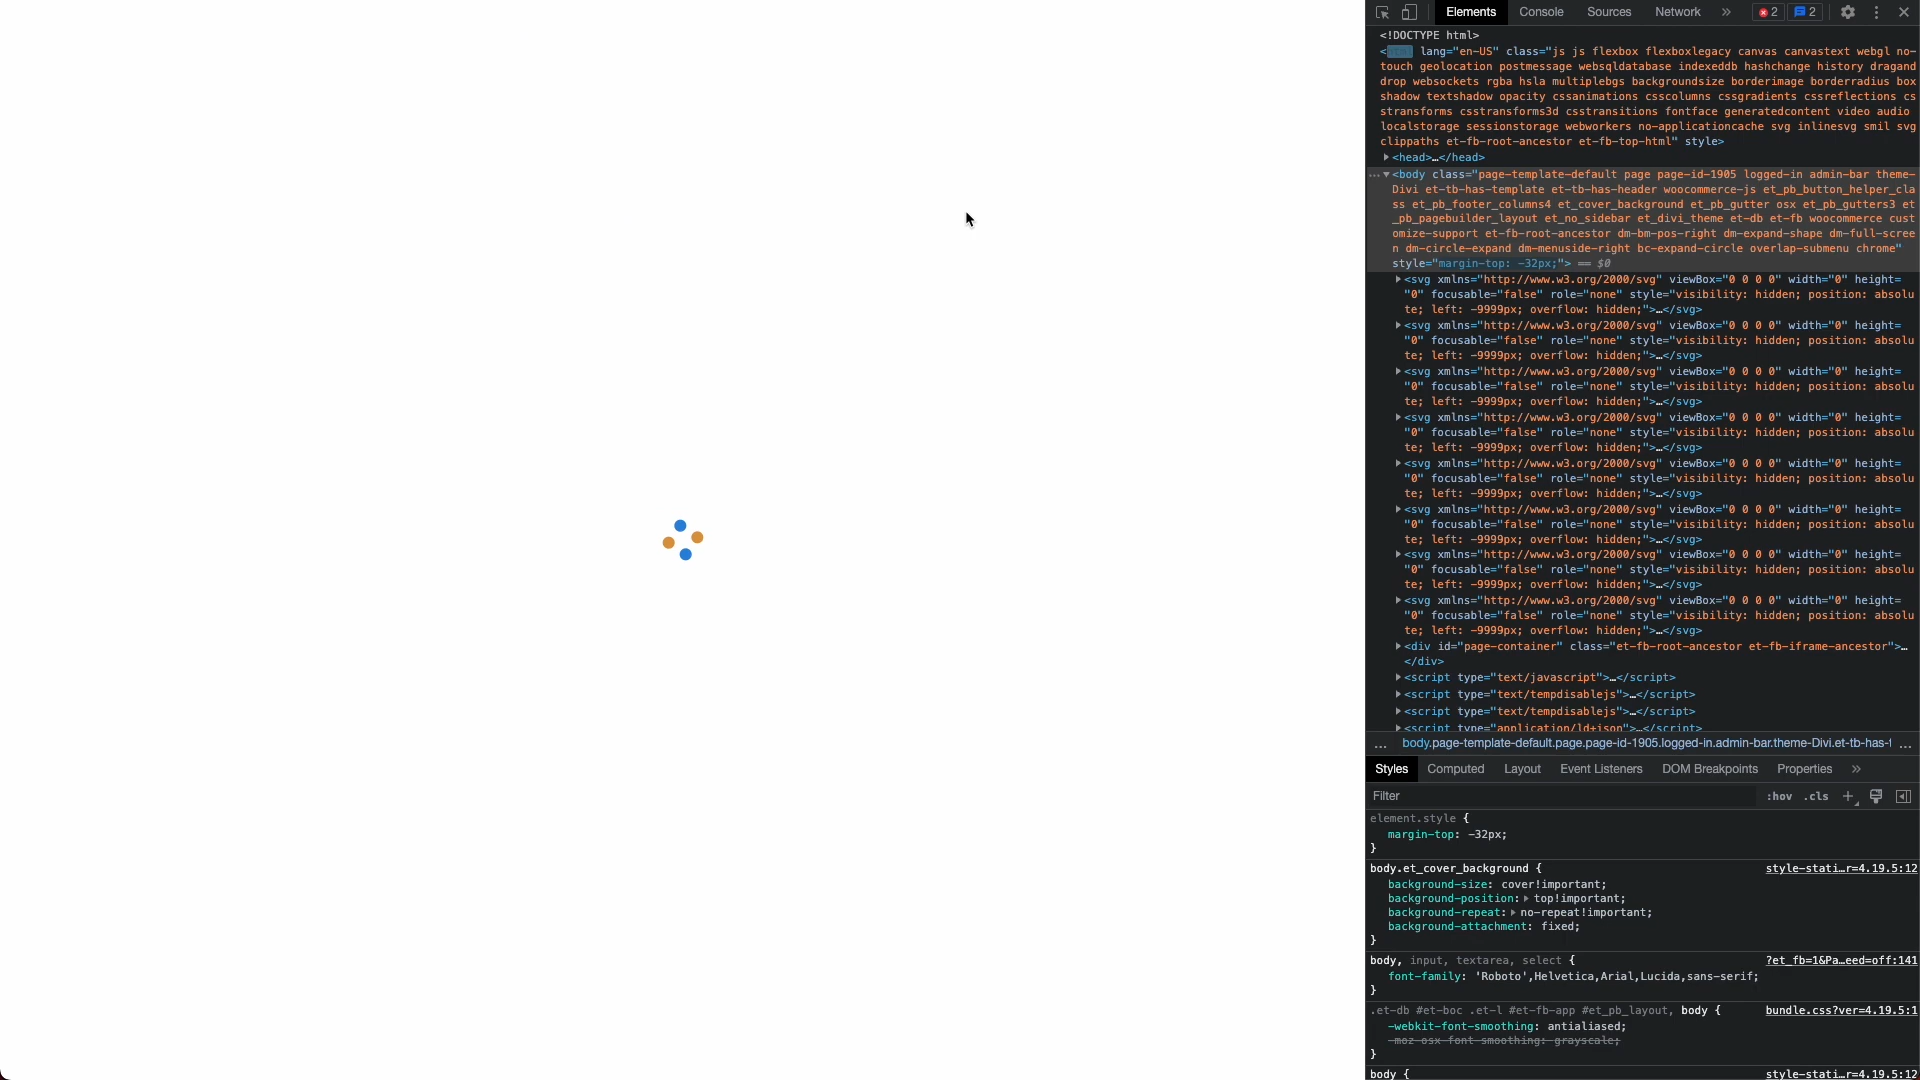 Elements Console Sources Network » 2 2
<!DOCTYPE html>
< lang="en-US" class="js js flexbox flexboxlegacy canvas canvastext webgl no-
touch geolocation postmessage websqldatabase indexeddb hashchange history dragand
drop websockets rgba hsla multiplebgs backgroundsize borderimage borderradius box
shadow textshadow opacity cssanimations csscolumns cssgradients cssreflections cs
stransforms csstransforms3d csstransitions fontface generatedcontent video audio
localstorage sessionstorage webworkers no-applicationcache svg inlinesvg smil svg
clippaths et-fb-root-ancestor et-fb-top-html" style>
<head>…</head>
<body class="page-template-default page page-id-1905 logged-in admin-bar theme-
Divi et-tb-has-template et-tb-has-header woocommerce-js et_pb_button_helper_cla
ss et_pb_footer_columns4 et_cover_background et_pb_gutter osx et_pb_gutters3 et
_pb_pagebuilder_layout et_no_sidebar et_divi_theme et-db et-fb woocommerce cust
omize-support et-fb-root-ancestor dm-bm-pos-right dm-expand-shape dm-full-scree
n dm-circle-expand dm-menuside-right bc-expand-circle overlap-submenu chrome"
style="margin-top: -32px;"> == $0
<svg xmlns="http://www.w3.org/2000/svg" viewBox="0 0 0 0" width="0" height=
"0" focusable="false" role="none" style="visibility: hidden; position: absolu
te; left: -9999px; overflow: hidden;">…</svg>
<svg xmlns="http://www.w3.org/2000/svg" viewBox="0 0 0 0" width="0" height=
"0" focusable="false" role="none" style="visibility: hidden; position: absolu
te; left: -9999px; overflow: hidden;">…</svg>
<svg xmlns="http://www.w3.org/2000/svg" viewBox="0 0 0 0" width="0" height=
"0" focusable="false" role="none" style="visibility: hidden; position: absolu
te; left: -9999px; overflow: hidden;">…</svg>
<svg xmlns="http://www.w3.org/2000/svg" viewBox="0 0 0 0" width="0" height=
"0" focusable="false" role="none" style="visibility: hidden; position: absolu
te; left: -9999px; overflow: hidden;">…</svg>
<svg xmlns="http://www.w3.org/2000/svg" viewBox="0 0 0 0" width="0" height=
"0" focusable="false" role="none" style="visibility: hidden; position: absolu
te; left: -9999px; overflow: hidden;">…</svg>
<svg xmlns="http://www.w3.org/2000/svg" viewBox="0 0 0 0" width="0" height=
"0" focusable="false" role="none" style="visibility: hidden; position: absolu
te; left: -9999px; overflow: hidden;">…</svg>
<svg xmlns="http://www.w3.org/2000/svg" viewBox="0 0 0 0" width="0" height=
"0" focusable="false" role="none" style="visibility: hidden; position: absolu
te; left: -9999px; overflow: hidden;">…</svg>
<svg xmlns="http://www.w3.org/2000/svg" viewBox="0 0 0 0" width="0" height=
"0" focusable="false" role="none" style="visibility: hidden; position: absolu
te; left: -9999px; overflow: hidden;">…</svg>
<div id="page-container" class="et-fb-root-ancestor et-fb-iframe-ancestor">…
</div>
<script type="text/javascript">…</script>
<script type="text/tempdisablejs">…</script>
<script type="text/tempdisablejs">…</script>
<script type="application/ld+json">…</script>
… body.page-template-default.page.page-id-1905.logged-in.admin-bar.theme-Divi.et-tb-has-t …
Styles Computed Layout Event Listeners DOM Breakpoints Properties »
Filter :hov .cls +
element.style {
margin-top: -32px;
}
body.et_cover_background { style-stati…r=4.19.5:12
background-size: cover!important;
background-position: top!important;
background-repeat: no-repeat!important;
background-attachment: fixed;
}
body, input, textarea, select { ?et_fb=1&Pa…eed=off:141
font-family: 'Roboto',Helvetica,Arial,Lucida,sans-serif;
}
.et-db #et-boc .et-l #et-fb-app #et_pb_layout, body { bundle.css?ver=4.19.5:1
-webkit-font-smoothing: antialiased;
-moz-osx-font-smoothing: grayscale;
}
body { style-stati…r=4.19.5:12